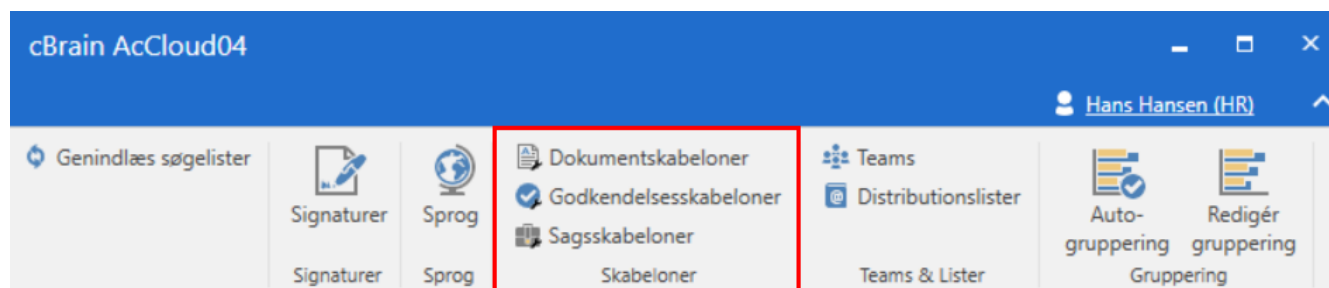 cBrain AcCloud04
Hans Hansen (HR)
Genindlæs søgelister
Signaturer
Signaturer
Sprog
Sprog
Dokumentskabeloner
Godkendelsesskabeloner
Sagsskabeloner
Skabeloner
Teams
Distributionslister
Teams & Lister
Auto-
gruppering
Redigér
gruppering
Gruppering